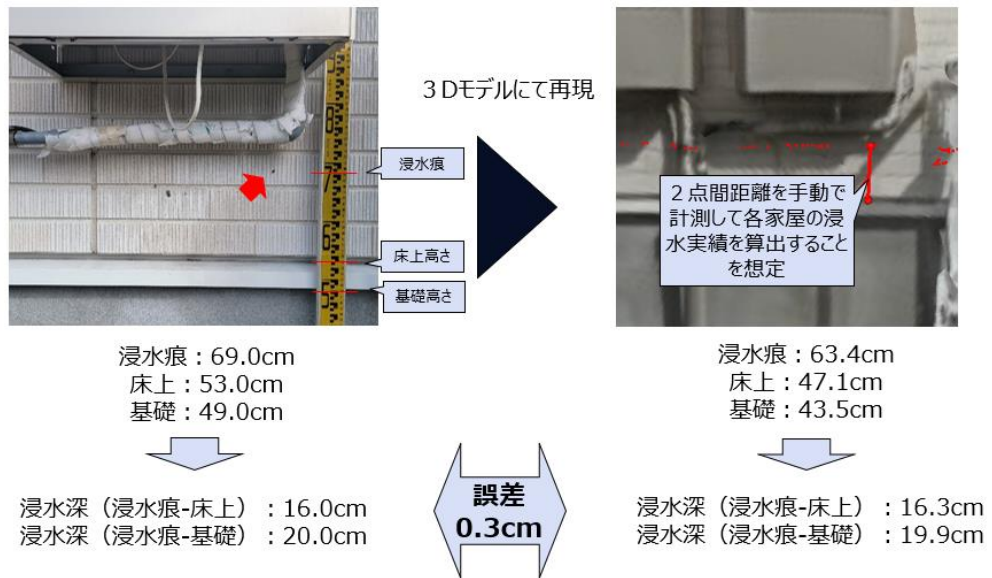 3Dモデルにて再現
浸水痕
床上高さ
基礎高さ
8
7
6
5
2点間距離を手動で
計測して各家屋の浸
水実績を算出すること
を想定
浸水痕:69.0cm
床上:53.0cm
基礎:49.0cm
浸水痕:63.4cm
床上:47.1cm
基礎:43.5cm
浸水深(浸水痕-床上):16.0cm
浸水深(浸水痕-基礎):20.0cm
誤差
0.3cm
浸水深(浸水痕-床上):16.3cm
浸水深(浸水痕-基礎):19.9cm